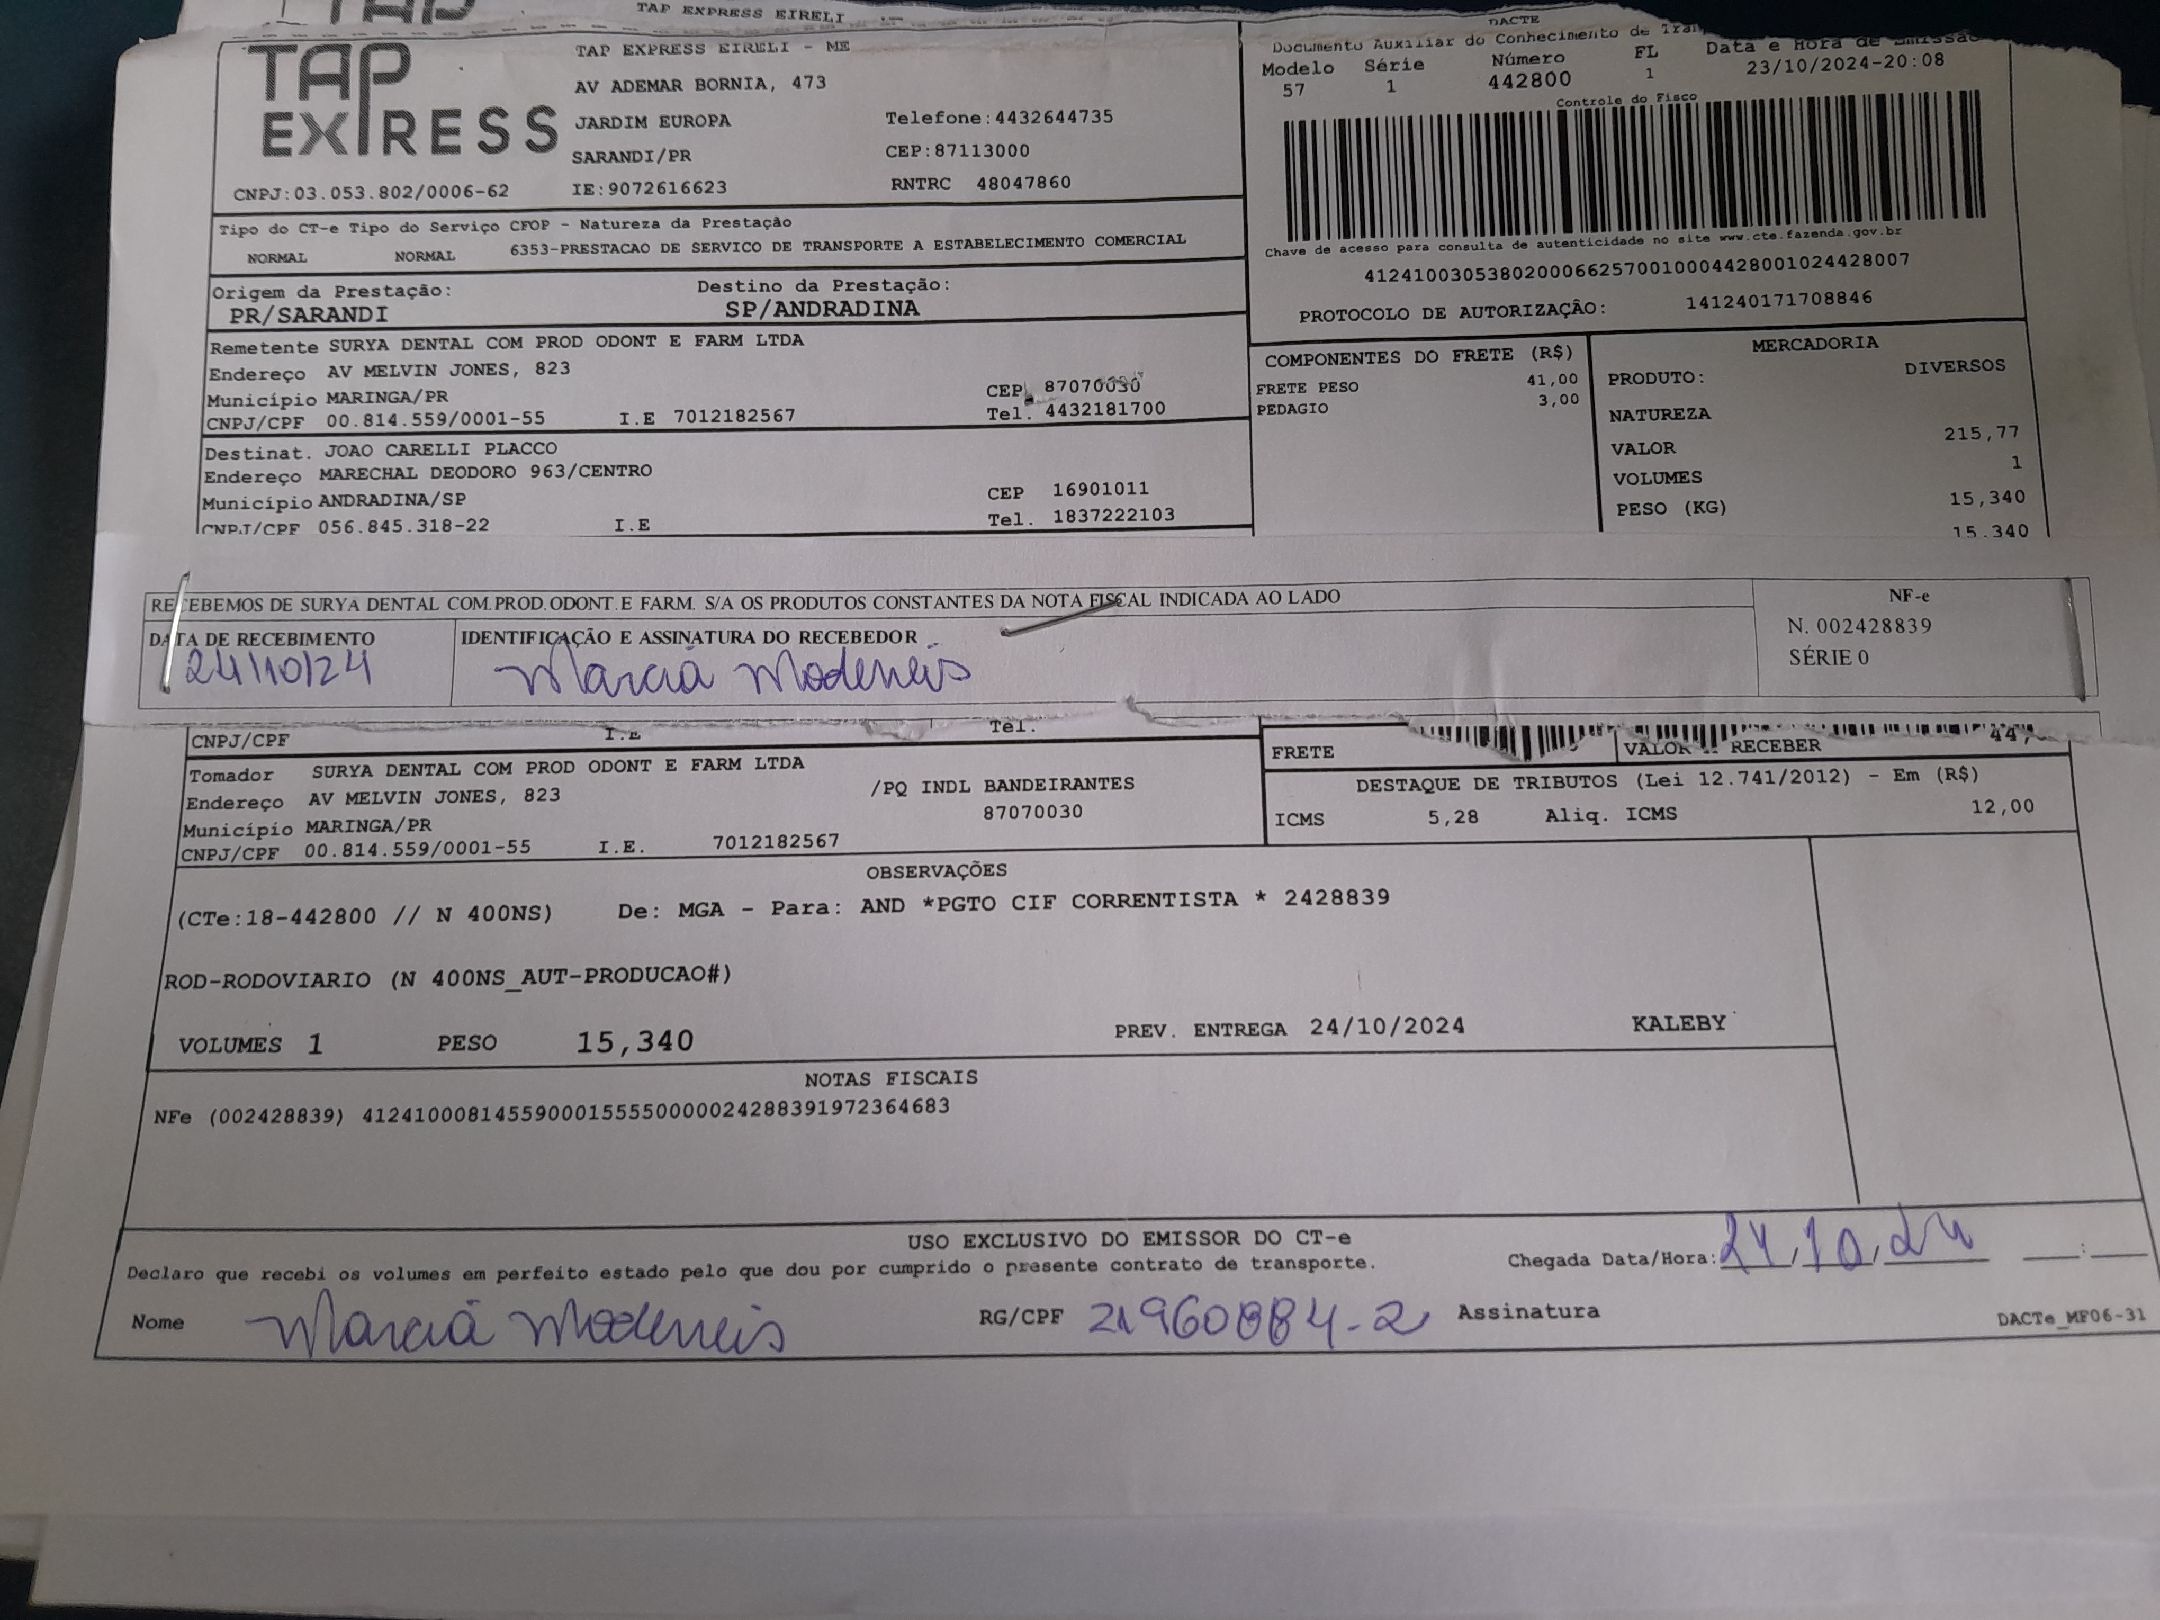 TAP EXPRESS EIRELI
TAP EXPRESS
TAP EXPRESS EIRELI - ME
AV ADEMAR BORNIA, 473
JARDIM EUROPA Telefone:4432644735
SARANDI/PR CEP:87113000
CNPJ:03.053.802/0006-62 IE:9072616623 RNTRC 48047860
DACTE
Documento Auxiliar do Conhecimento de
Modelo Série Número FL Data e Hora de Emissão
57 1 442800 1 23/10/2024-20:08
Controle do Fisco
Chave de acesso para consulta de autenticidade no site www.cte.fazenda.gov.br
41241003053802000662570010004428001024428007
PROTOCOLO DE AUTORIZAÇÃO: 141240171708846
Tipo do CT-e Tipo do Serviço CFOP - Natureza da Prestação
NORMAL NORMAL 6353-PRESTACAO DE SERVICO DE TRANSPORTE A ESTABELECIMENTO COMERCIAL
Origem da Prestação: Destino da Prestação:
PR/SARANDI SP/ANDRADINA
Remetente SURYA DENTAL COM PROD ODONT E FARM LTDA
Endereço AV MELVIN JONES, 823
Município MARINGA/PR CEP 87070030
CNPJ/CPF 00.814.559/0001-55 I.E 7012182567 Tel. 4432181700
Destinat. JOAO CARELLI PLACCO
Endereço MARECHAL DEODORO 963/CENTRO
Município ANDRADINA/SP CEP 16901011
CNPJ/CPF 056.845.318-22 I.E Tel. 1837222103
COMPONENTES DO FRETE (R$)
FRETE PESO 41,00
PEDAGIO 3,00
MERCADORIA
PRODUTO: DIVERSOS
NATUREZA
VALOR 215,77
VOLUMES 1
PESO (KG) 15,340
15.340
RECEBEMOS DE SURYA DENTAL COM.PROD.ODONT.E FARM. S/A OS PRODUTOS CONSTANTES DA NOTA FISCAL INDICADA AO LADO
DATA DE RECEBIMENTO IDENTIFICAÇÃO E ASSINATURA DO RECEBEDOR
24/10/24 Marcia Modeneis
NF-e
N. 002428839
SÉRIE 0
CNPJ/CPF I.E Tel.
FRETE VALOR RECEBER 44,
Tomador SURYA DENTAL COM PROD ODONT E FARM LTDA
Endereço AV MELVIN JONES, 823 /PQ INDL BANDEIRANTES
Município MARINGA/PR 87070030
CNPJ/CPF 00.814.559/0001-55 I.E. 7012182567
DESTAQUE DE TRIBUTOS (Lei 12.741/2012) - Em (R$)
ICMS 5,28 Aliq. ICMS 12,00
OBSERVAÇÕES
(CTe:18-442800 // N 400NS) De: MGA - Para: AND *PGTO CIF CORRENTISTA * 2428839
ROD-RODOVIARIO (N 400NS_AUT-PRODUCAO#)
VOLUMES 1 PESO 15,340 PREV. ENTREGA 24/10/2024 KALEBY
NOTAS FISCAIS
NFe (002428839) 41241000814559000155550000024288391972364683
USO EXCLUSIVO DO EMISSOR DO CT-e
Declaro que recebi os volumes em perfeito estado pelo que dou por cumprido o presente contrato de transporte. Chegada Data/Hora: 24/10/24 :
Nome Marcia Modeneis RG/CPF 21960884-2 Assinatura
DACTe_MF06-31